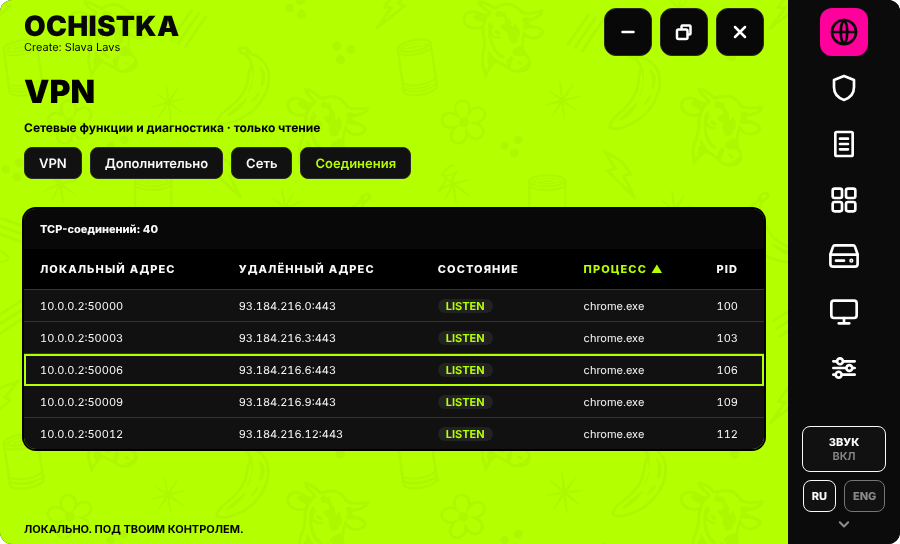 OCHISTKA
Create: Slava Lavs
VPN
Сетевые функции и диагностика · только чтение
VPN Дополнительно Сеть Соединения
TCP-соединений: 40
ЛОКАЛЬНЫЙ АДРЕС УДАЛЁННЫЙ АДРЕС СОСТОЯНИЕ ПРОЦЕСС ▲ PID
10.0.0.2:50000 93.184.216.0:443 LISTEN chrome.exe 100
10.0.0.2:50003 93.184.216.3:443 LISTEN chrome.exe 103
10.0.0.2:50006 93.184.216.6:443 LISTEN chrome.exe 106
10.0.0.2:50009 93.184.216.9:443 LISTEN chrome.exe 109
10.0.0.2:50012 93.184.216.12:443 LISTEN chrome.exe 112
ЛОКАЛЬНО. ПОД ТВОИМ КОНТРОЛЕМ.
ЗВУК
ВКЛ
RU ENG